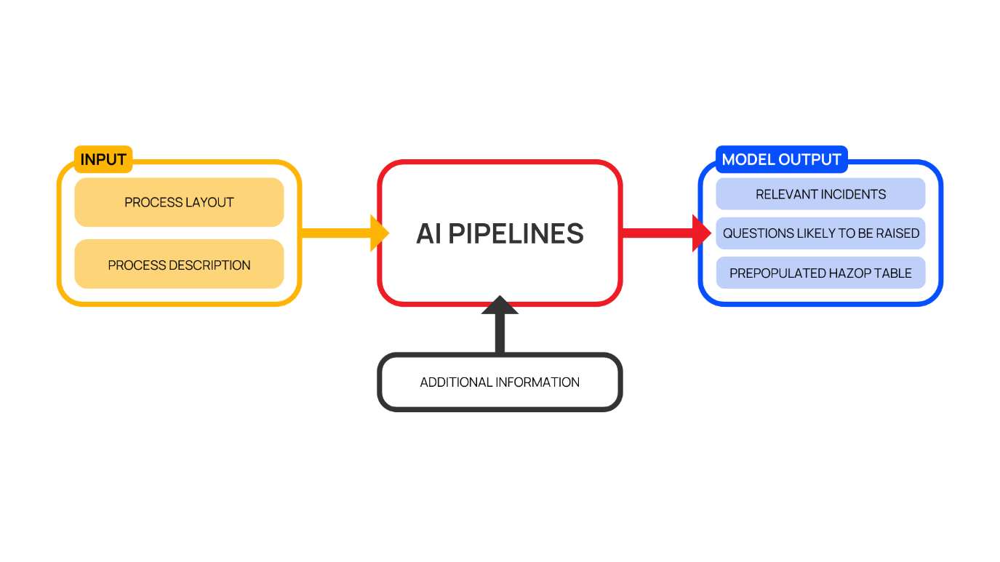 INPUT
PROCESS LAYOUT
PROCESS DESCRIPTION
AI PIPELINES
ADDITIONAL INFORMATION
MODEL OUTPUT
RELEVANT INCIDENTS
QUESTIONS LIKELY TO BE RAISED
PREPOPULATED HAZOP TABLE